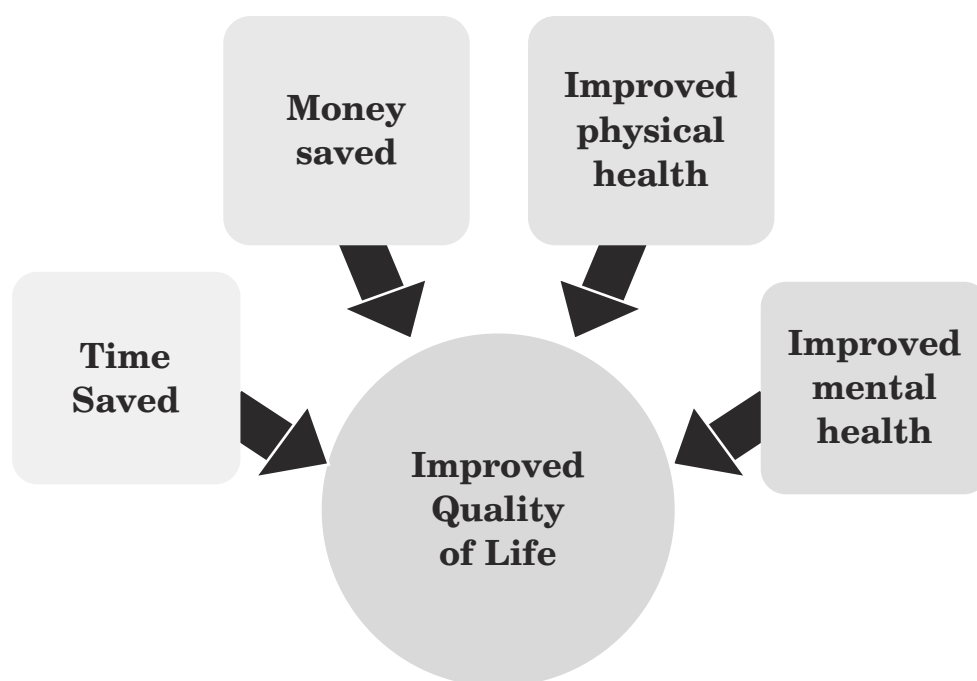 Money
saved
Improved
physical
health
Time
Saved
Improved
mental
health
Improved
Quality
of Life